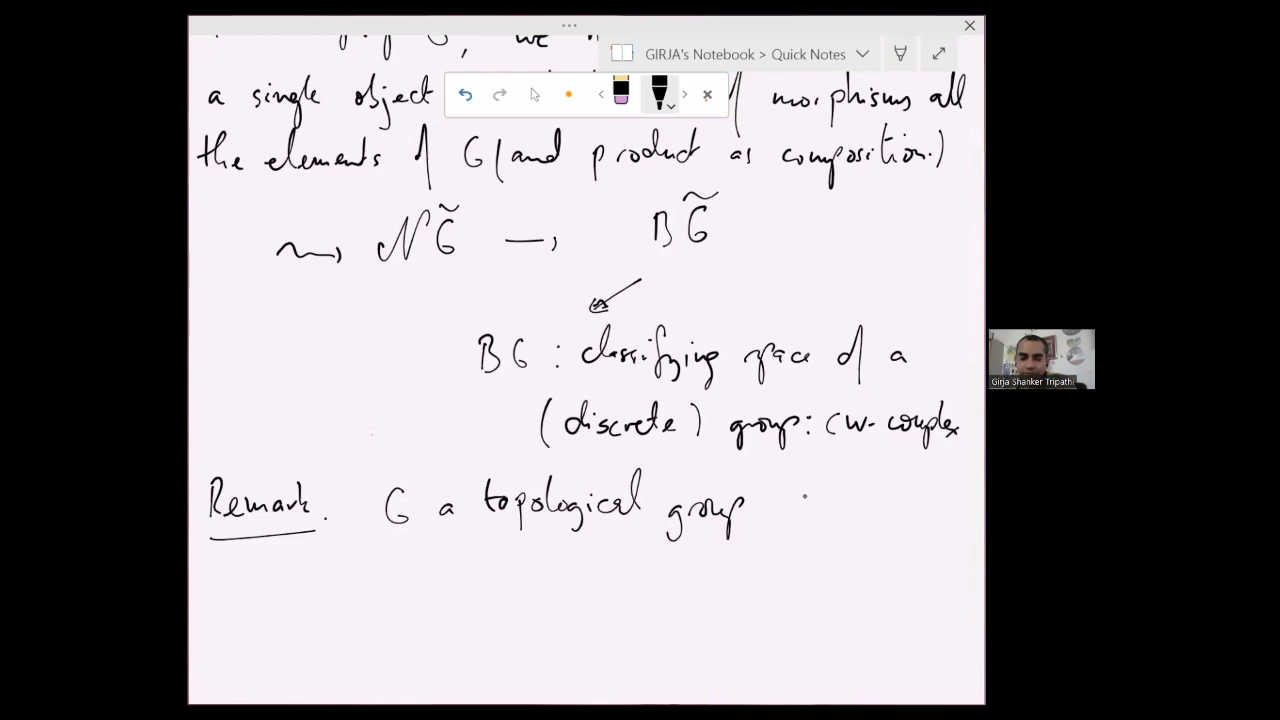 GIRJA's Notebook > Quick Notes
a single object morphisms all
the elements of G (and product as composition.)
⇝ 𝒩G̃ → BG̃
BG : classifying space of a
(discrete) group: CW-complex
Remark. G a topological group
Girja Shanker Tripathi